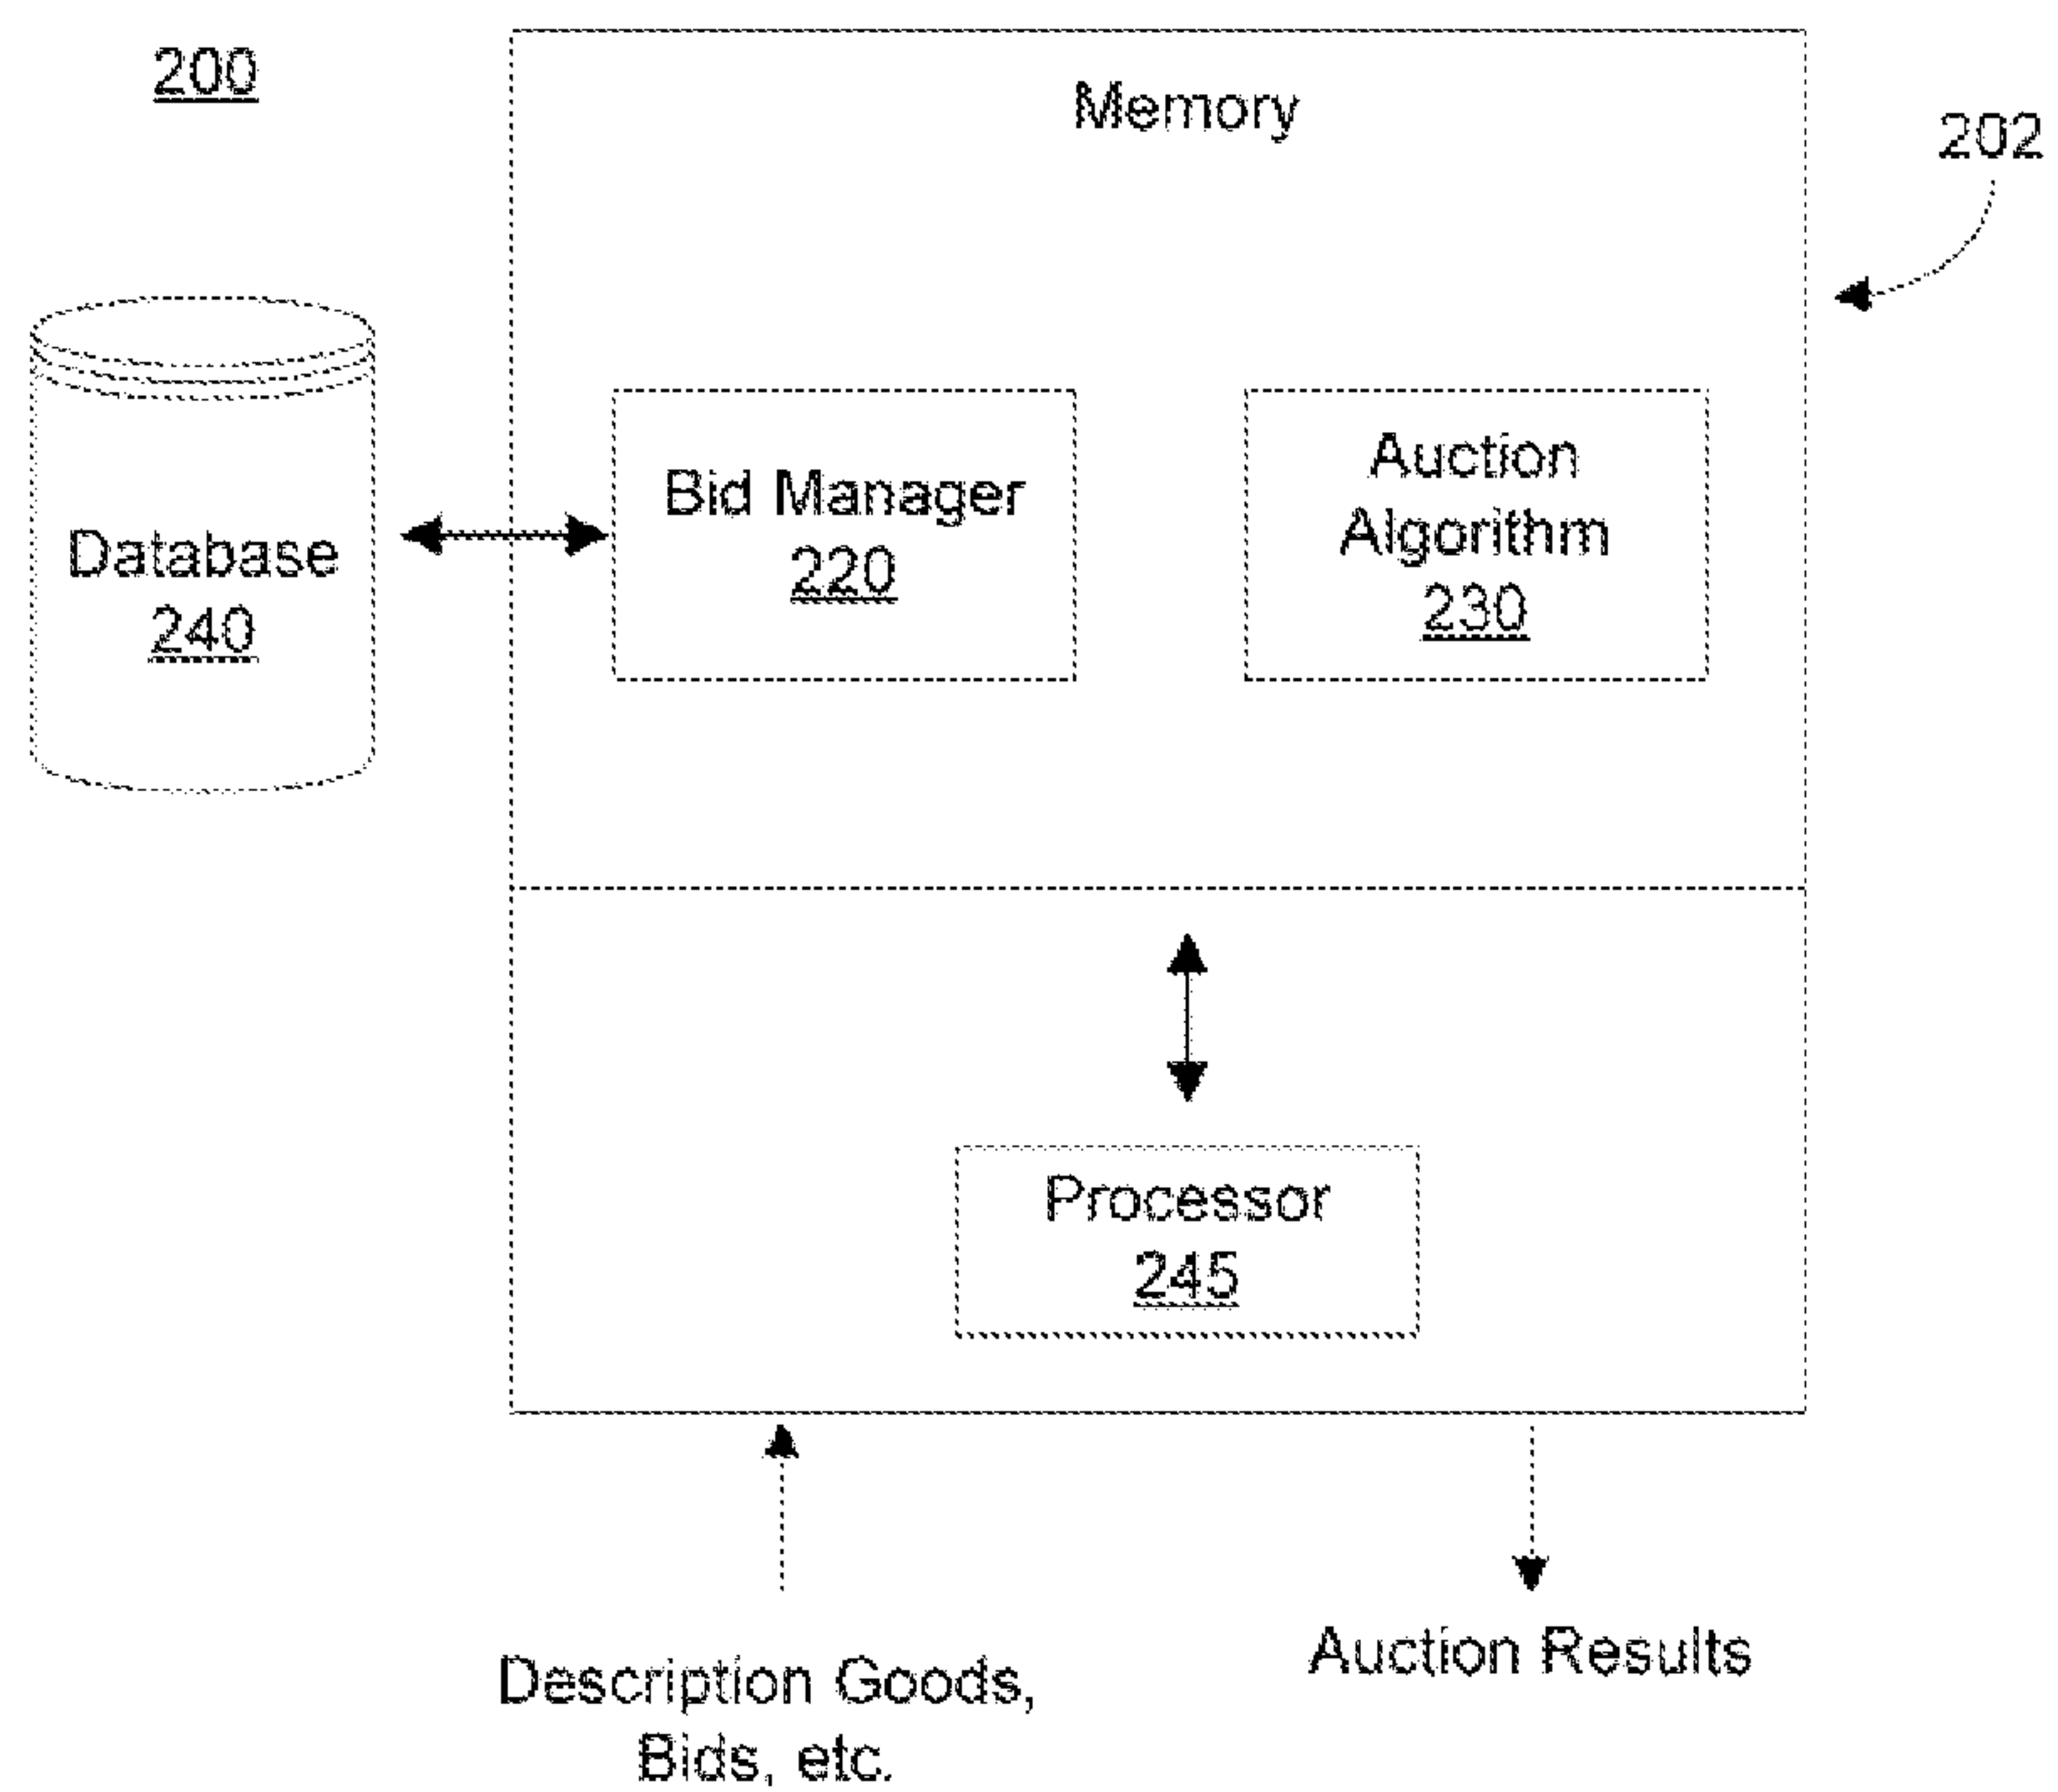 200
Memory
202
Database
240
Bid Manager
220
Auction
Algorithm
230
Processor
245
Description Goods,
Bids, etc.
Auction Results